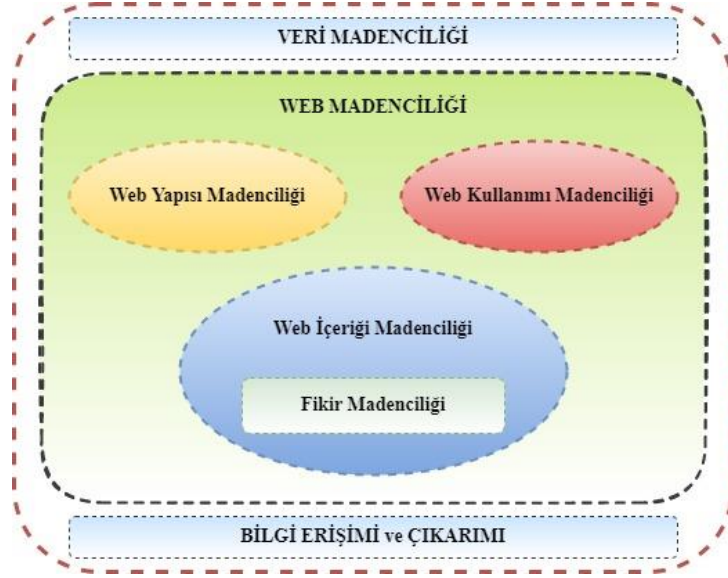 VERİ MADENCİLİĞİ
WEB MADENCİLİĞİ
Web Yapısı Madenciliği
Web Kullanımı Madenciliği
Web İçeriği Madenciliği
Fikir Madenciliği
BİLGİ ERİŞİMİ ve ÇIKARIMI